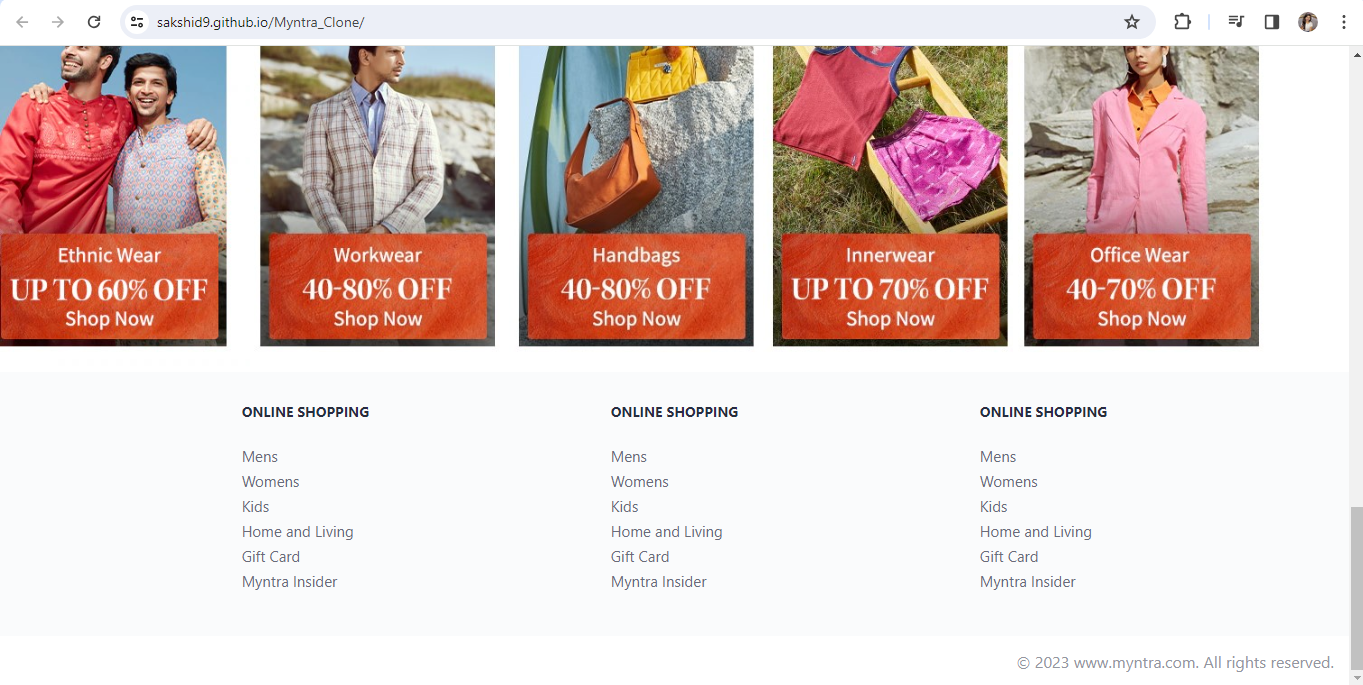 sakshid9.github.io/Myntra_Clone/
Ethnic Wear
UP TO 60% OFF
Shop Now
Workwear
40-80% OFF
Shop Now
Handbags
40-80% OFF
Shop Now
Innerwear
UP TO 70% OFF
Shop Now
Office Wear
40-70% OFF
Shop Now
ONLINE SHOPPING
Mens
Womens
Kids
Home and Living
Gift Card
Myntra Insider
ONLINE SHOPPING
Mens
Womens
Kids
Home and Living
Gift Card
Myntra Insider
ONLINE SHOPPING
Mens
Womens
Kids
Home and Living
Gift Card
Myntra Insider
© 2023 www.myntra.com. All rights reserved.